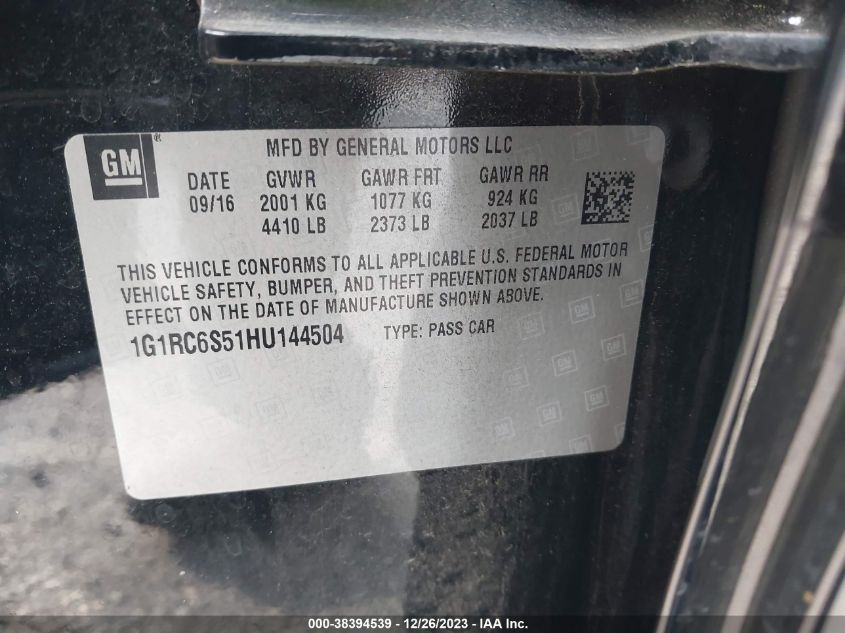 GM ®
MFD BY GENERAL MOTORS LLC
DATE GVWR GAWR FRT GAWR RR
09/16 2001 KG 1077 KG 924 KG
4410 LB 2373 LB 2037 LB
THIS VEHICLE CONFORMS TO ALL APPLICABLE U.S. FEDERAL MOTOR
VEHICLE SAFETY, BUMPER, AND THEFT PREVENTION STANDARDS IN
EFFECT ON THE DATE OF MANUFACTURE SHOWN ABOVE.
1G1RC6S51HU144504 TYPE: PASS CAR
000-38394539 - 12/26/2023 - IAA Inc.